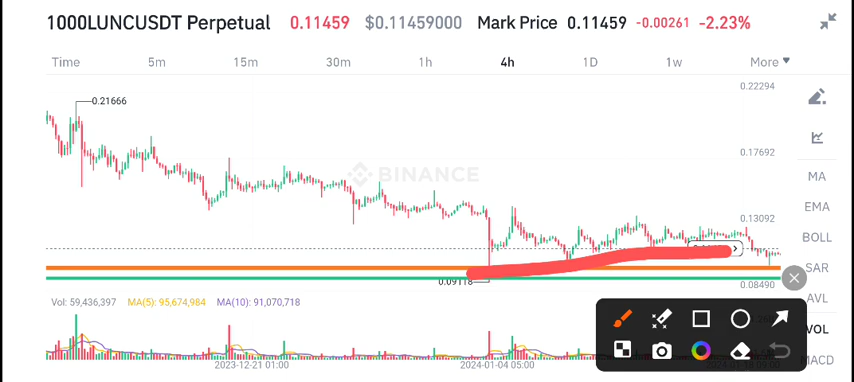 1000LUNCUSDT Perpetual 0.11459 $0.11459000 Mark Price 0.11459 -0.00261 -2.23%
Time 5m 15m 30m 1h 4h 1D 1w More
0.22294
0.21666
0.17692
BINANCE
0.13092
0.09118
0.08490
Vol: 59,436,397 MA(5): 95,674,984 MA(10): 91,070,718
2023-12-21 01:00 2024-01-04 05:00
MA
EMA
BOLL
SAR
AVL
VOL
MACD